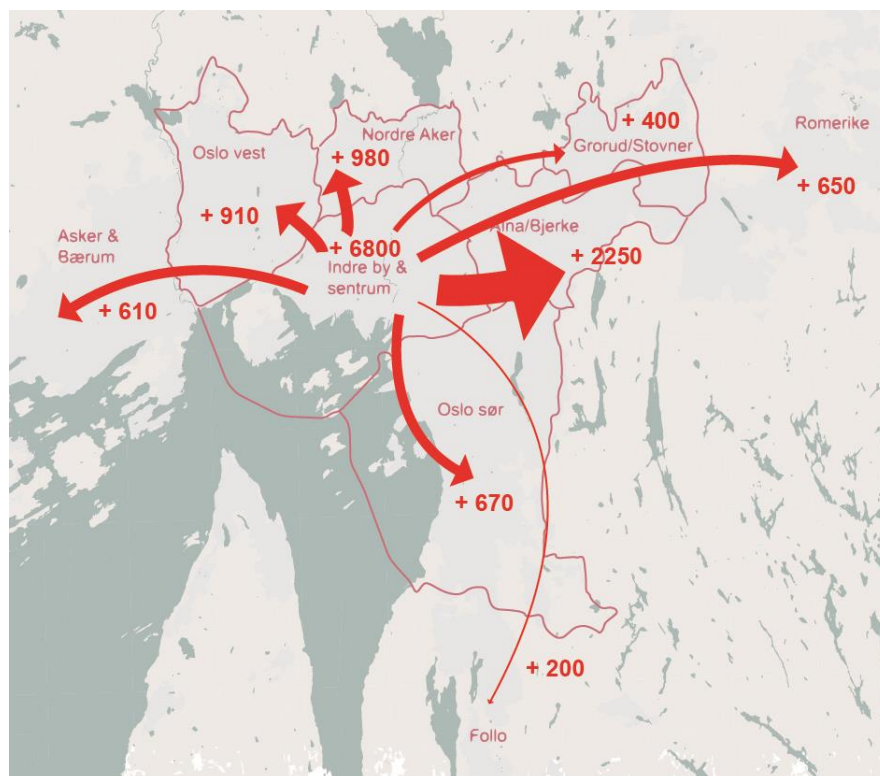 + 400
Nordre Aker
Romerike
Oslo vest
+ 980
Grorud/Stovner
+ 650
+ 910
Alna/Bjerke
Asker &
Bærum
+ 6800
+ 2250
Indre by &
sentrum
+ 610
Oslo sør
+ 670
+ 200
Follo